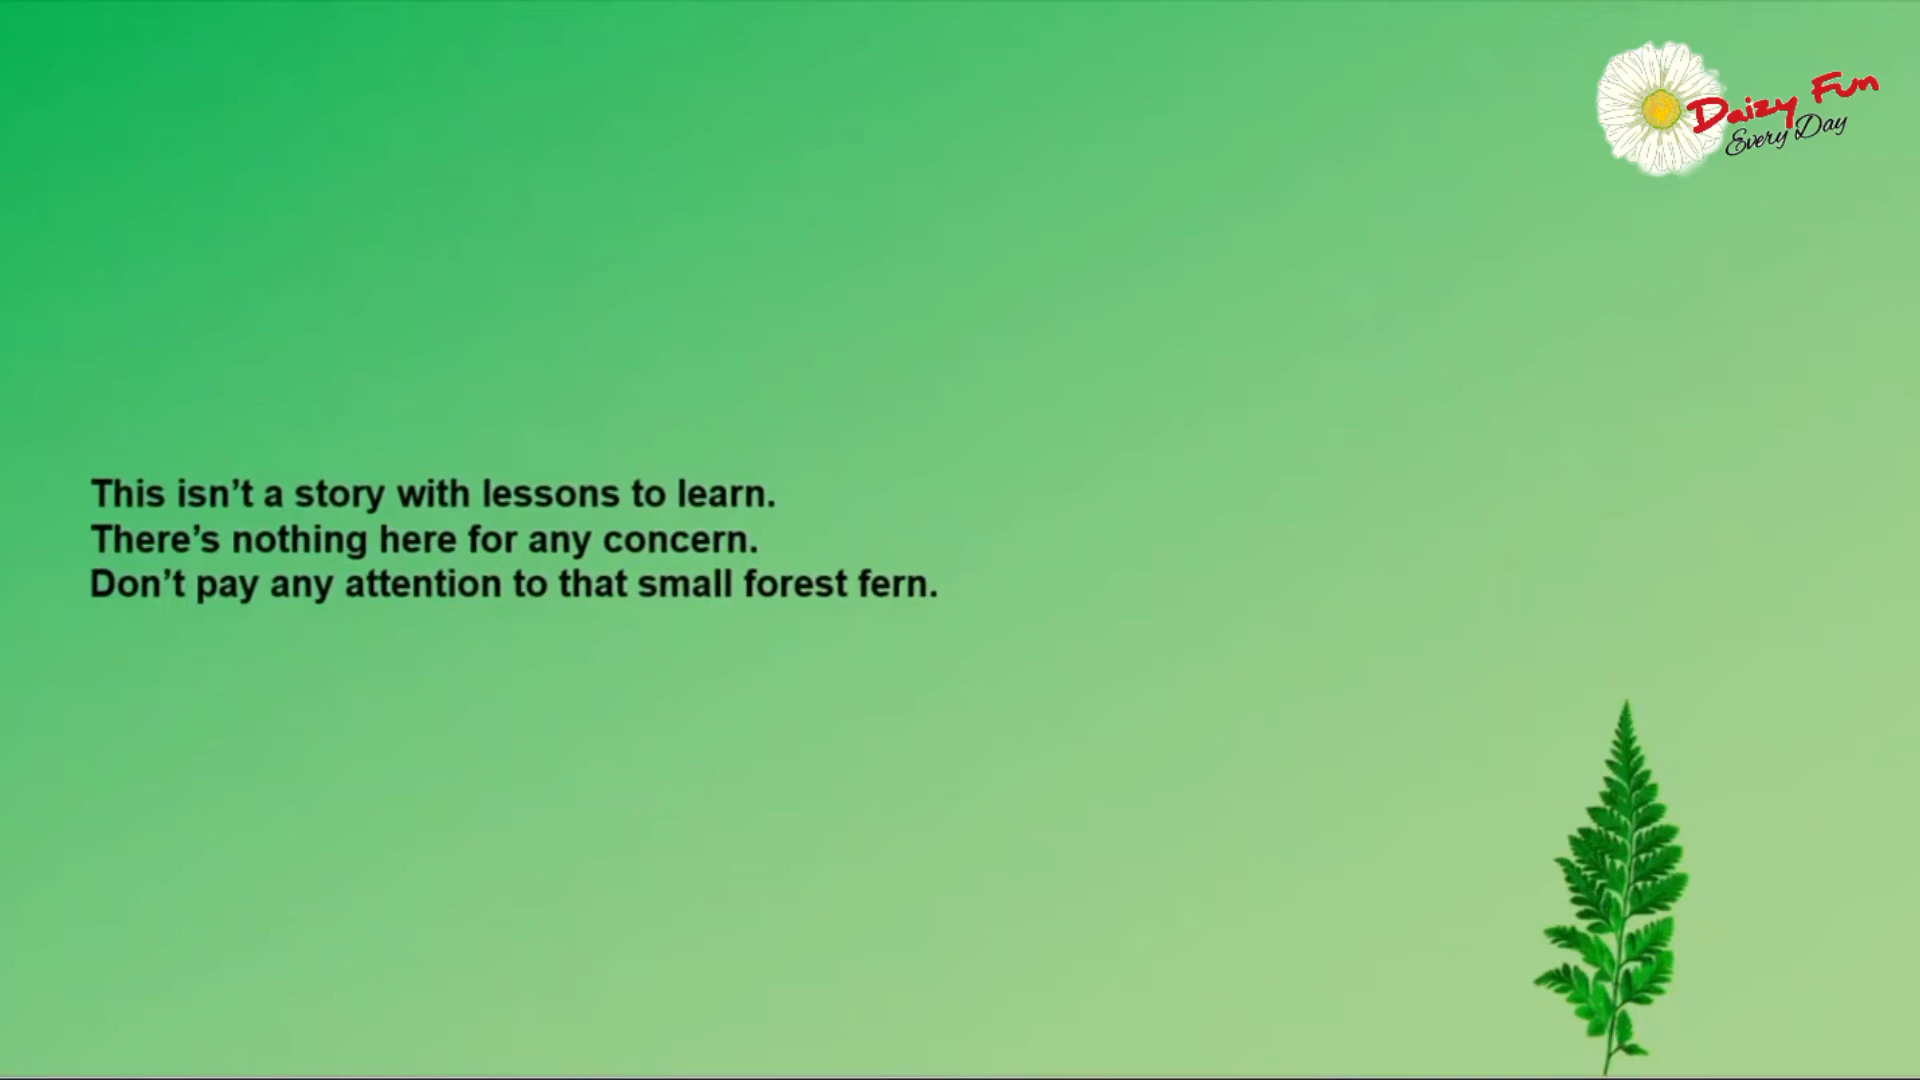 Daizy Fun
Every Day
This isn’t a story with lessons to learn.
There’s nothing here for any concern.
Don’t pay any attention to that small forest fern.